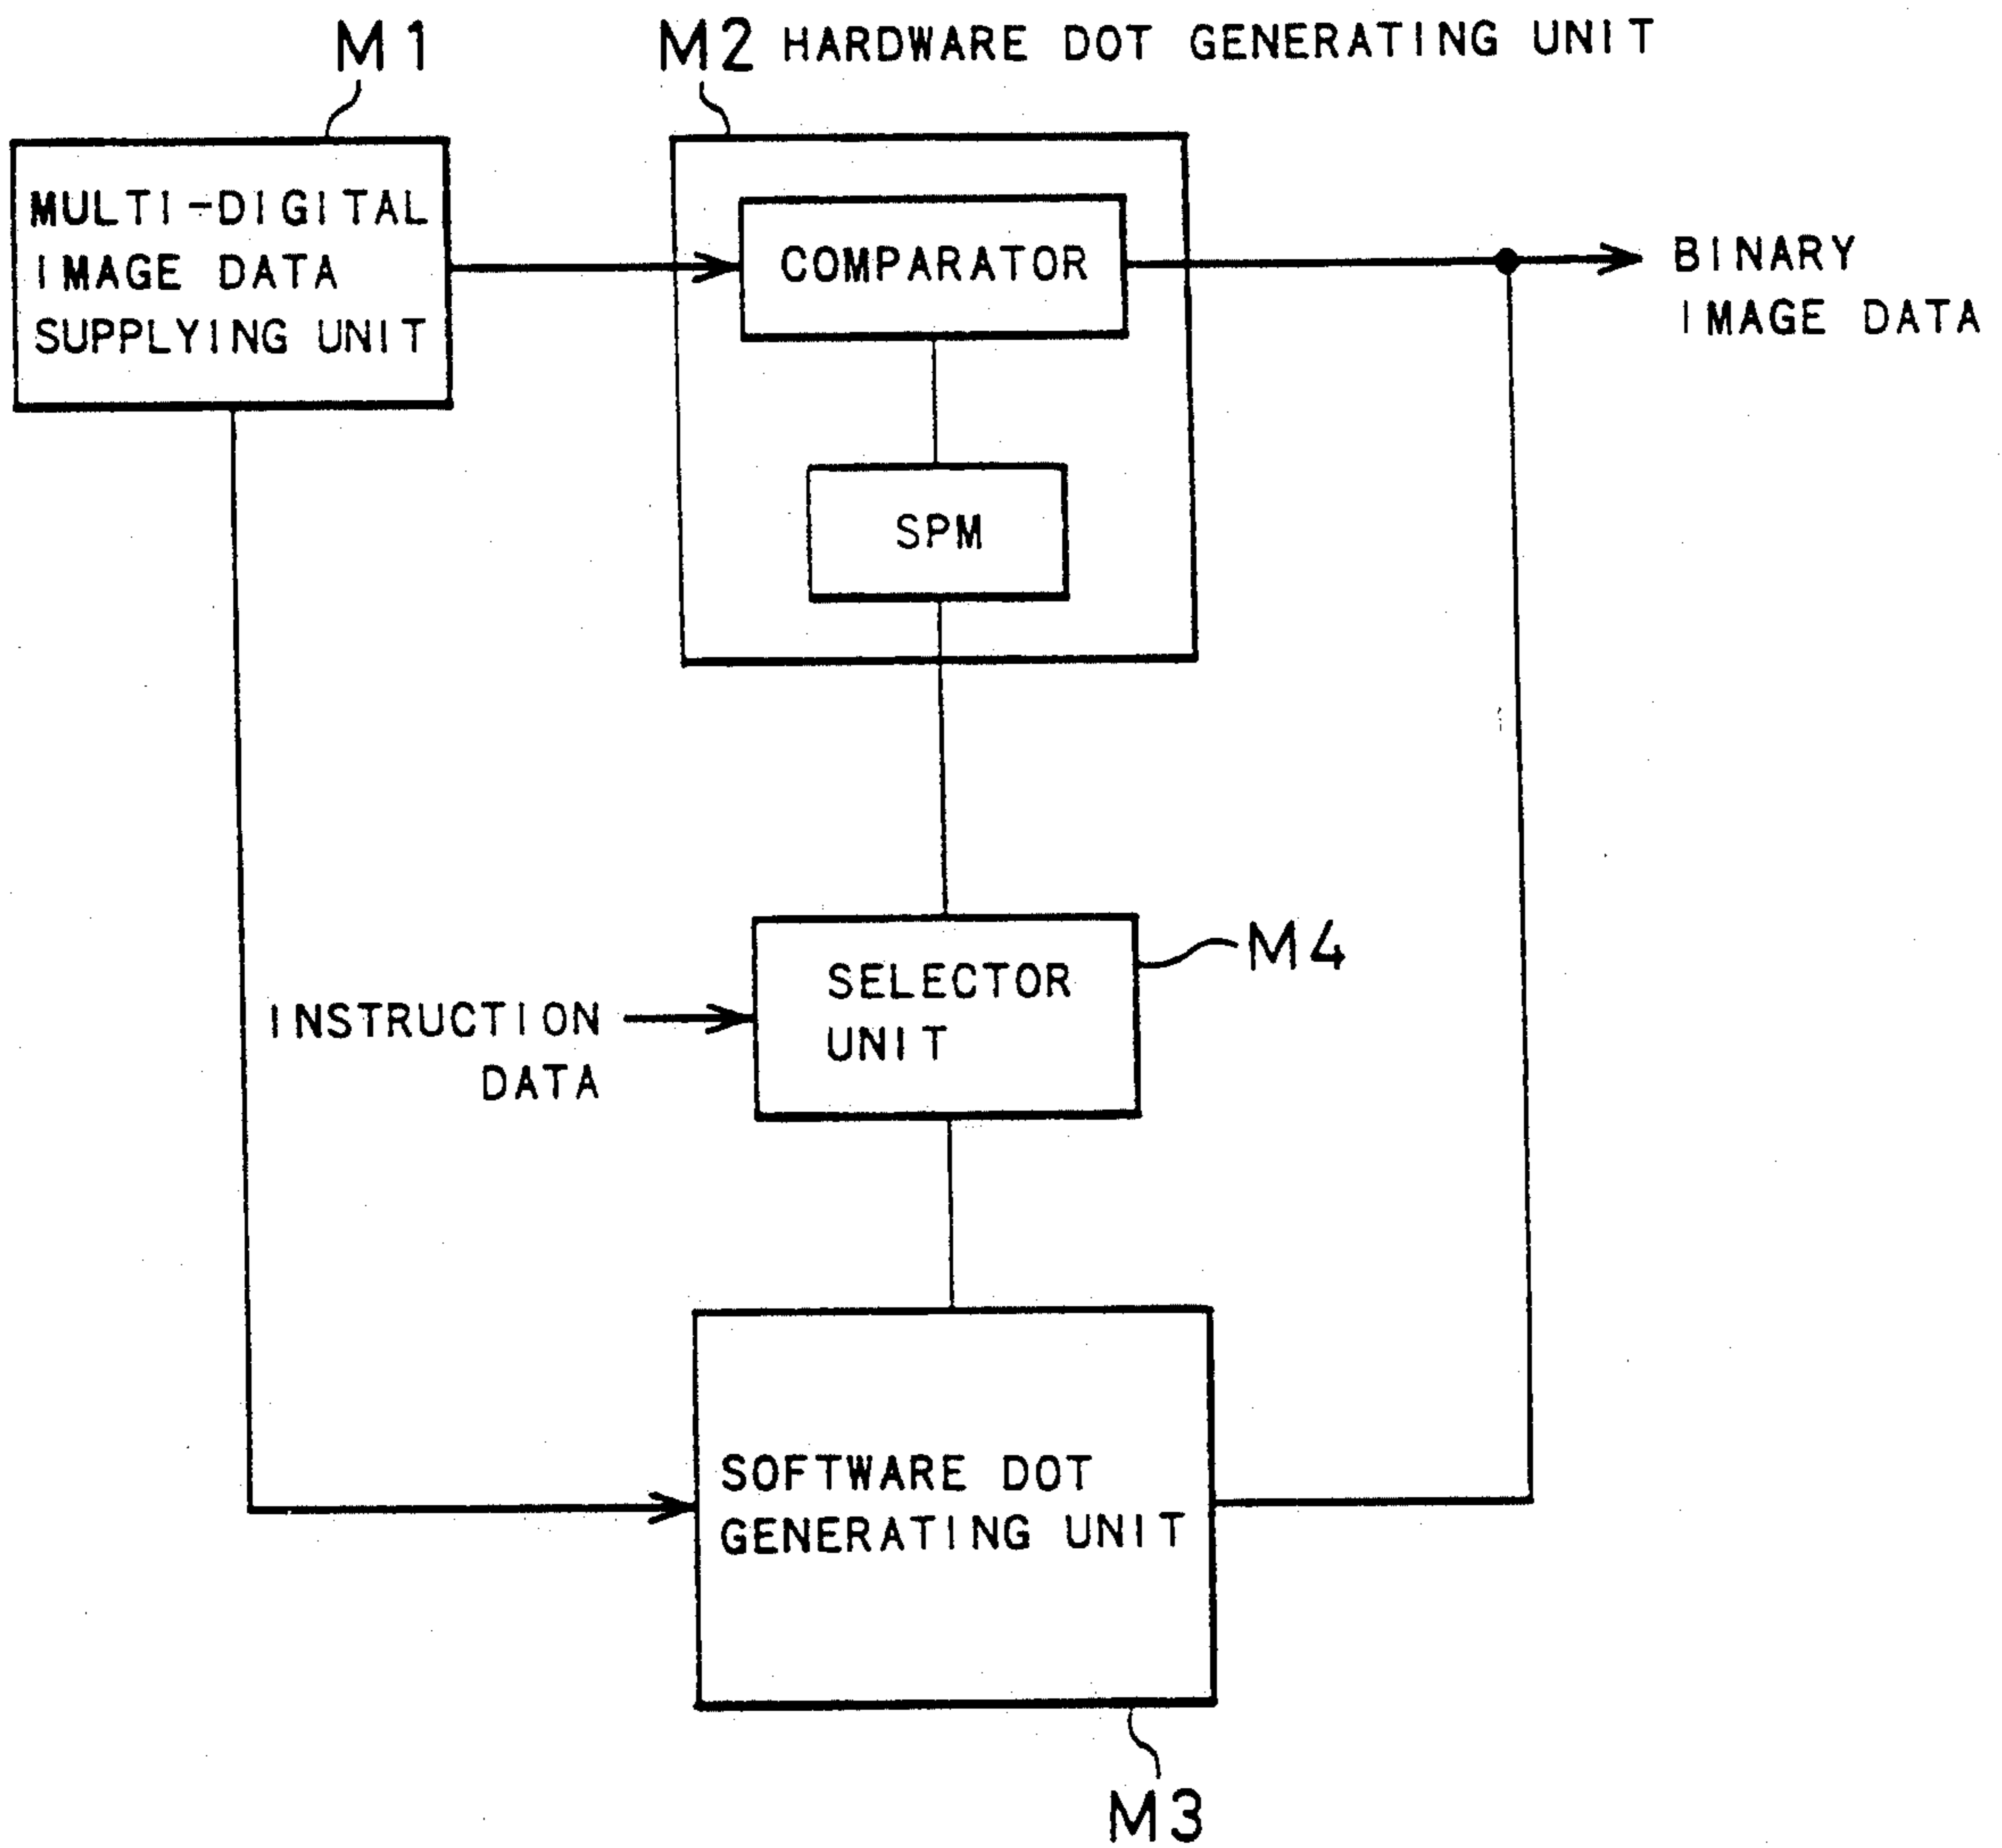 M1
M2 HARDWARE DOT GENERATING UNIT
MULTI-DIGITAL
IMAGE DATA
SUPPLYING UNIT
COMPARATOR
BINARY
IMAGE DATA
SPM
M4
SELECTOR
UNIT
INSTRUCTION
DATA
SOFTWARE DOT
GENERATING UNIT
M3